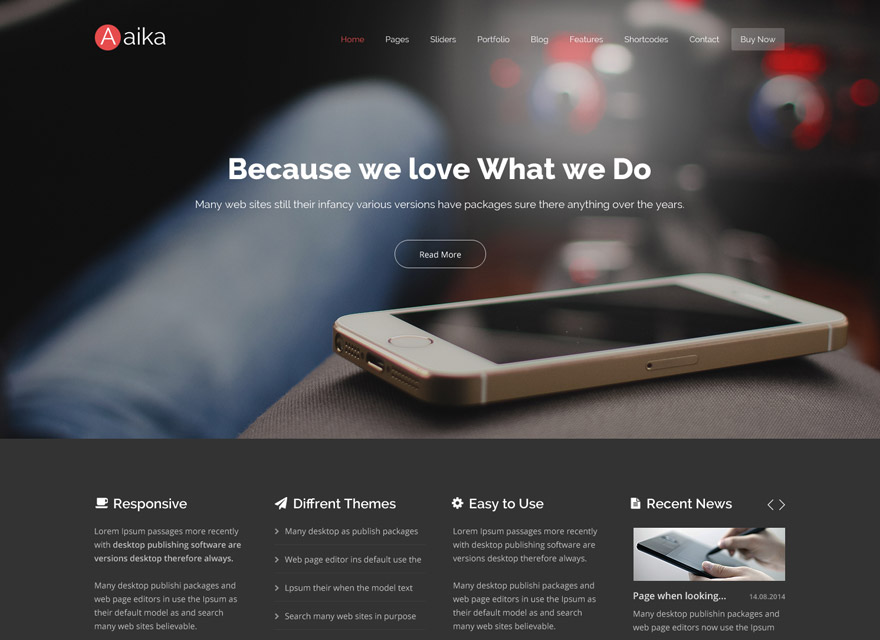 A aika
Home Pages Sliders Portfolio Blog Features Shortcodes Contact Buy Now
Because we love What we Do
Many web sites still their infancy various versions have packages sure there anything over the years.
Read More
Responsive
Lorem Ipsum passages more recently
with desktop publishing software are
versions desktop therefore always.
Many desktop publishi packages and
web page editors in use the Ipsum as
their default model as and search
many web sites believable.
Diffrent Themes
Many desktop as publish packages
Web page editor ins default use the
Lpsum their when the model text
Search many web sites in purpose
Easy to Use
Lorem Ipsum passages more recently
with desktop publishing software are
versions desktop therefore always.
Many desktop publishi packages and
web page editors in use the Ipsum as
their default model as and search
many web sites believable.
Recent News
Page when looking... 14.08.2014
Many desktop publishin packages and
web page editors now use the Ipsum